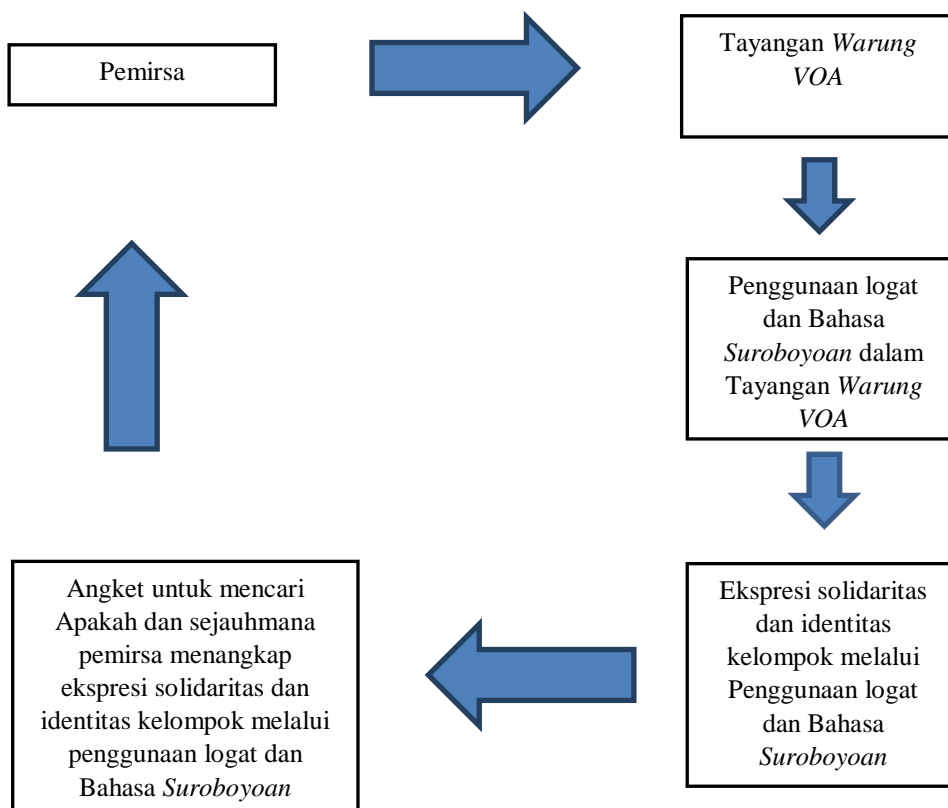 Pemirsa
Tayangan Warung
VOA
Penggunaan logat
dan Bahasa
Suroboyoan dalam
Tayangan Warung
VOA
Ekspresi solidaritas
dan identitas
kelompok melalui
Penggunaan logat
dan Bahasa
Suroboyoan
Angket untuk mencari
Apakah dan sejauhmana
pemirsa menangkap
ekspresi solidaritas dan
identitas kelompok melalui
penggunaan logat dan
Bahasa Suroboyoan